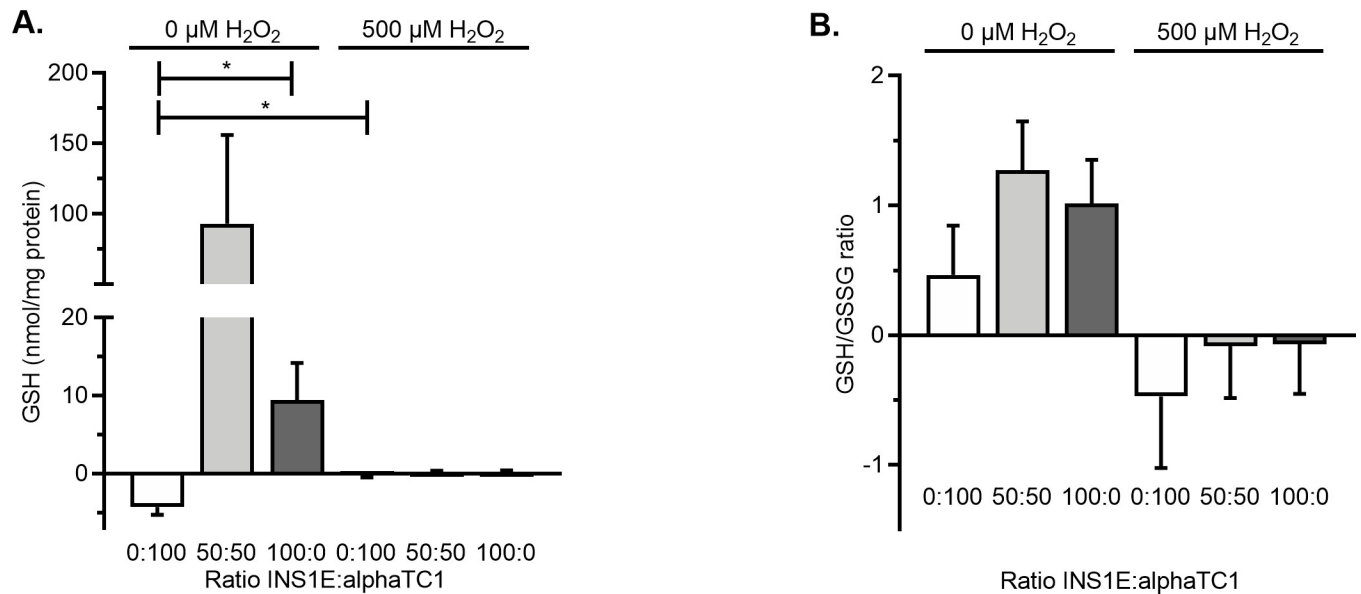 A.
0 µM H₂O₂ 500 µM H₂O₂
*
*
200
150
100
20
10
0
GSH (nmol/mg protein)
0:100 50:50 100:0 0:100 50:50 100:0
Ratio INS1E:alphaTC1
B.
0 µM H₂O₂ 500 µM H₂O₂
2
1
0
-1
GSH/GSSG ratio
0:100 50:50 100:0 0:100 50:50 100:0
Ratio INS1E:alphaTC1